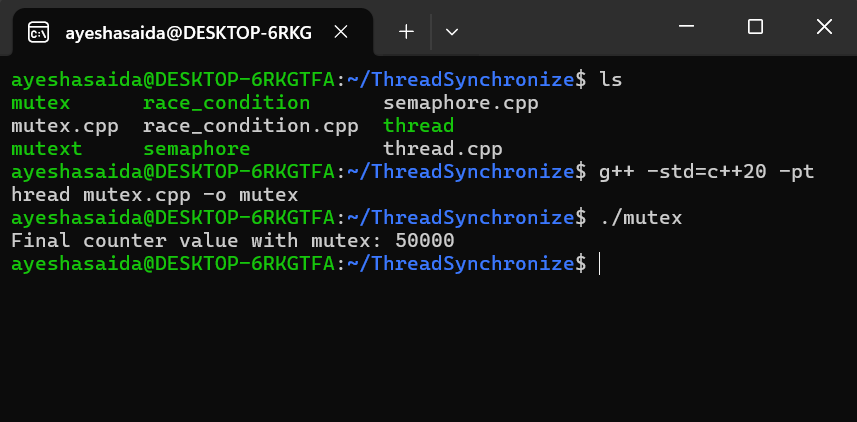 ayeshasaida@DESKTOP-6RKG
ayeshasaida@DESKTOP-6RKGTFA:~/ThreadSynchronize$ ls
mutex      race_condition      semaphore.cpp
mutex.cpp  race_condition.cpp  thread
mutext     semaphore           thread.cpp
ayeshasaida@DESKTOP-6RKGTFA:~/ThreadSynchronize$ g++ -std=c++20 -pt
hread mutex.cpp -o mutex
ayeshasaida@DESKTOP-6RKGTFA:~/ThreadSynchronize$ ./mutex
Final counter value with mutex: 50000
ayeshasaida@DESKTOP-6RKGTFA:~/ThreadSynchronize$